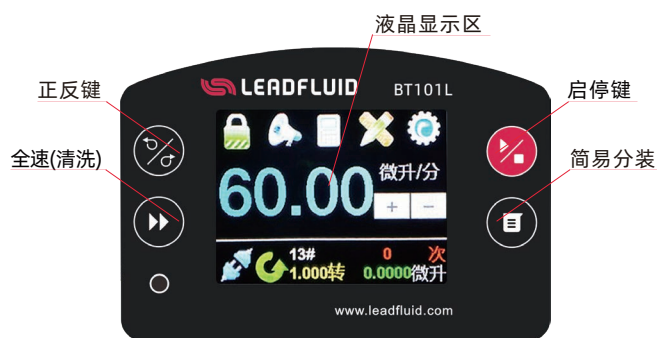 液晶显示区
LEADFLUID
BT101L
正反键
启停键
全速(清洗)
简易分装
微升/分
60.00
+ −
13#
0 次
1.000转
0.0000微升
www.leadfluid.com